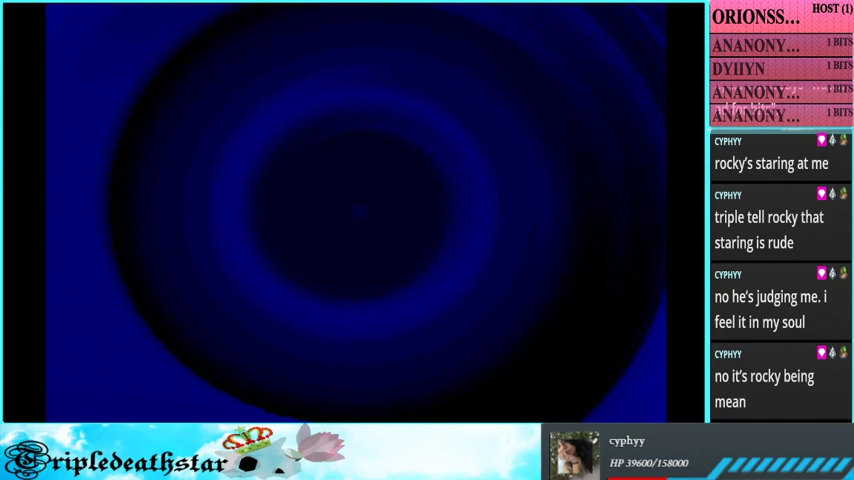 ORIONSS... HOST (1)
ANANONY... 1 BITS
DYIIYN 1 BITS
ANANONY... 1 BITS
ANANONY... 1 BITS
CYPHYY
rocky's staring at me
CYPHYY
triple tell rocky that
staring is rude
CYPHYY
no he's judging me. i
feel it in my soul
CYPHYY
no it's rocky being
mean
Tripledeathstar
cyphyy
HP 39600/158000